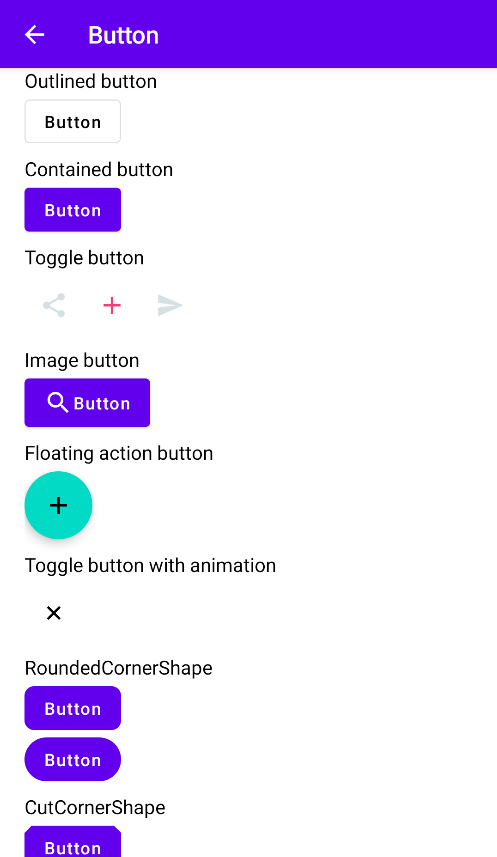 Button
Outlined button
Button
Contained button
Button
Toggle button
Image button
Button
Floating action button
Toggle button with animation
RoundedCornerShape
Button
Button
CutCornerShape
Button